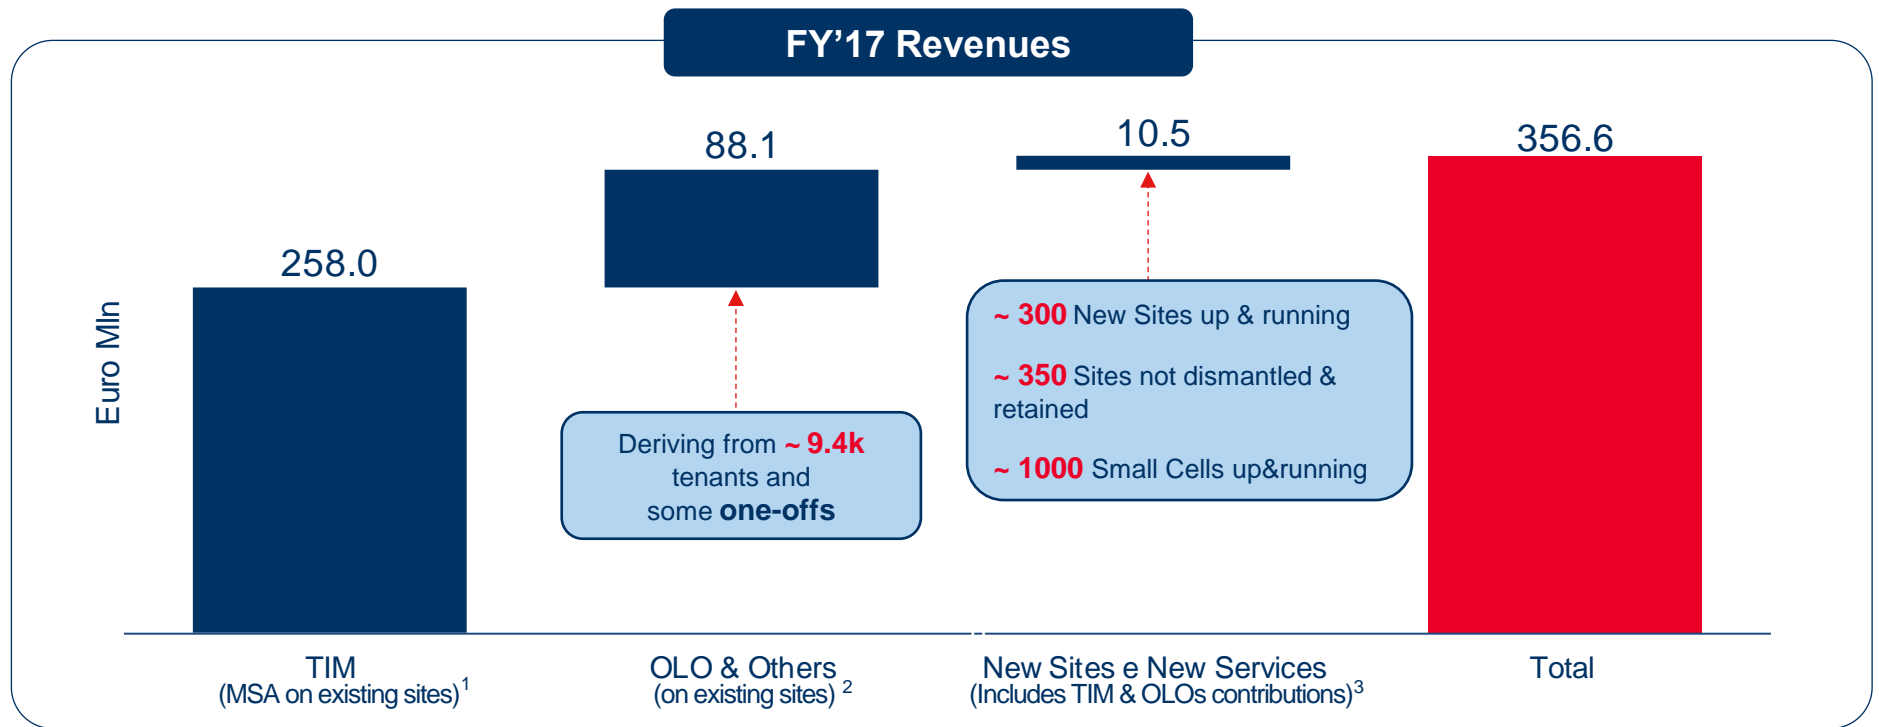 FY’17 Revenues
Euro Mln
258.0
88.1
10.5
356.6
Deriving from ~ 9.4k
tenants and
some one-offs
~ 300 New Sites up & running
~ 350 Sites not dismantled &
retained
~ 1000 Small Cells up&running
TIM
(MSA on existing sites)1
OLO & Others
(on existing sites) 2
New Sites e New Services
(Includes TIM & OLOs contributions)3
Total